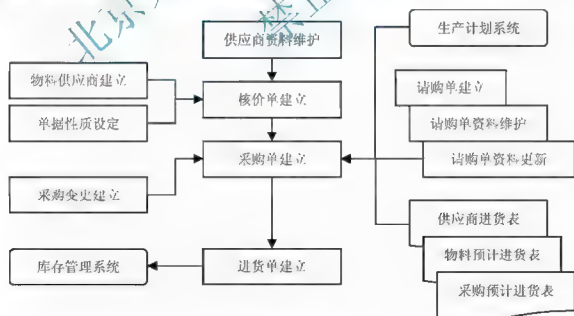 供应商资料维护
生产计划系统
物料供应商建立
核价单建立
请购单建立
单据性质设定
请购单资料维护
采购单建立
请购单资料更新
采购变更建立
供应商进货表
库存管理系统
进货单建立
物料预计进货表
采购预计进货表